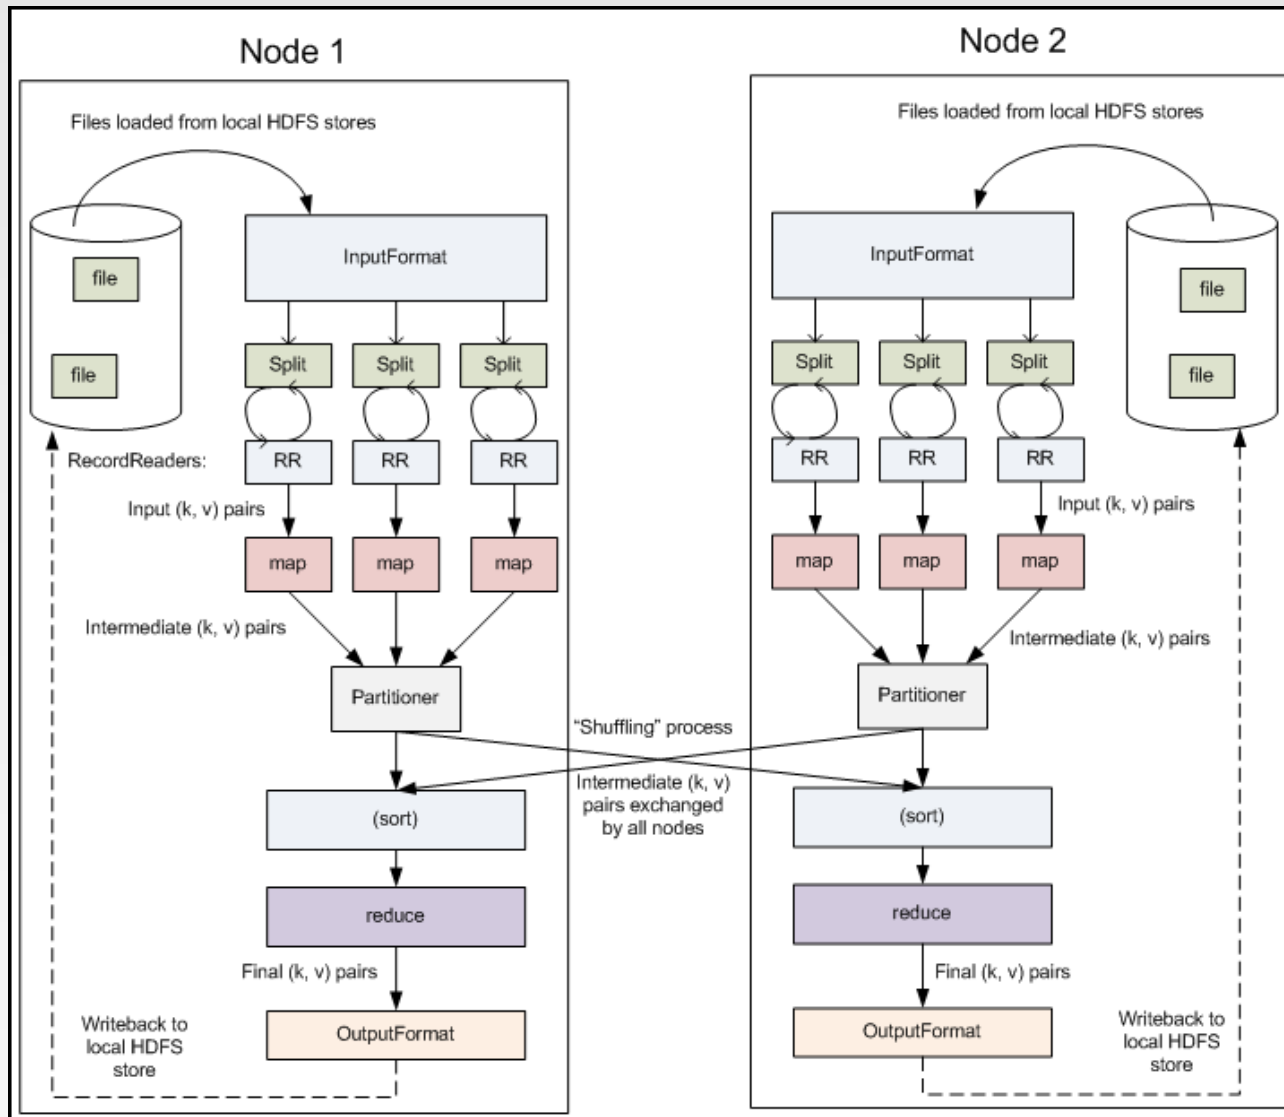 Node 1
Files loaded from local HDFS stores
InputFormat
file
file
Split Split Split
RecordReaders:
RR RR RR
Input (k, v) pairs
map map map
Intermediate (k, v) pairs
Partitioner
(sort)
reduce
Final (k, v) pairs
OutputFormat
Writeback to
local HDFS
store
"Shuffling" process
Intermediate (k, v)
pairs exchanged
by all nodes
Node 2
Files loaded from local HDFS stores
InputFormat
file
file
Split Split Split
RR RR RR
Input (k, v) pairs
map map map
Intermediate (k, v) pairs
Partitioner
(sort)
reduce
Final (k, v) pairs
OutputFormat
Writeback to
local HDFS
store